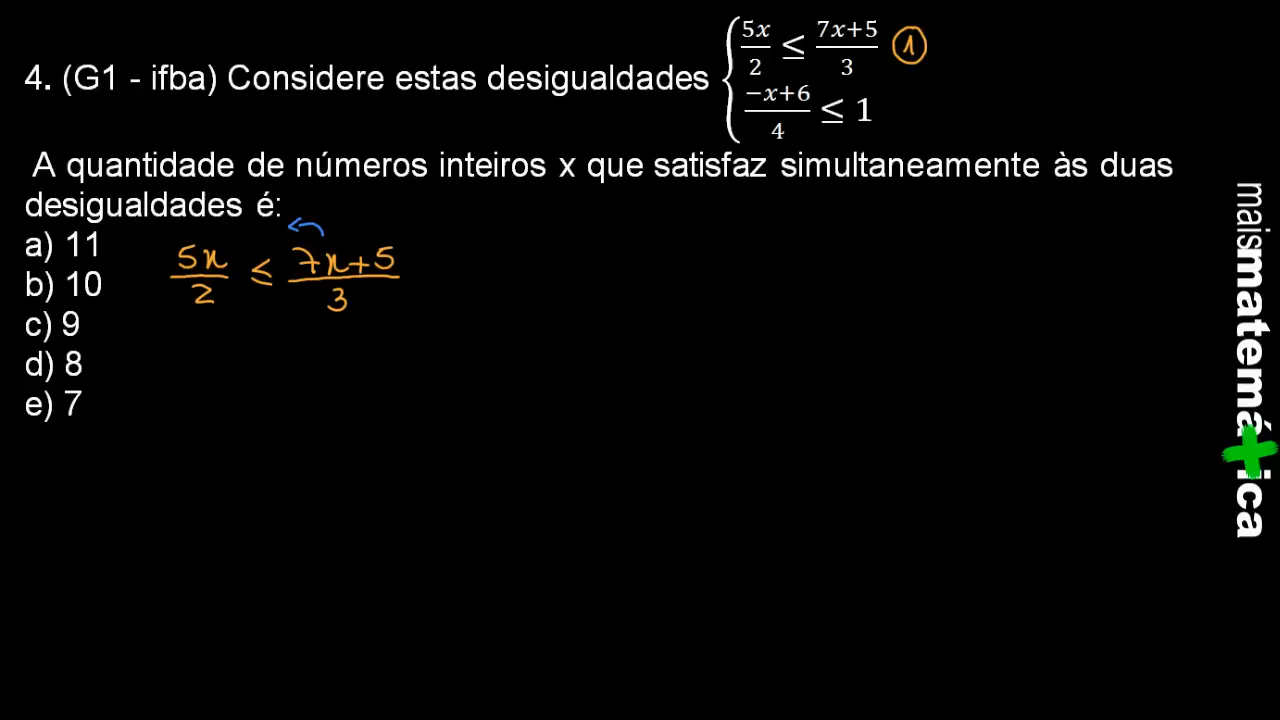 4. (G1 - ifba) Considere estas desigualdades { 5x/2 ≤ 7x+5/3 ①
-x+6/4 ≤ 1
A quantidade de números inteiros x que satisfaz simultaneamente às duas
desigualdades é:
a) 11
b) 10
c) 9
d) 8
e) 7
5x/2 ≤ 7x+5/3
maismatemática